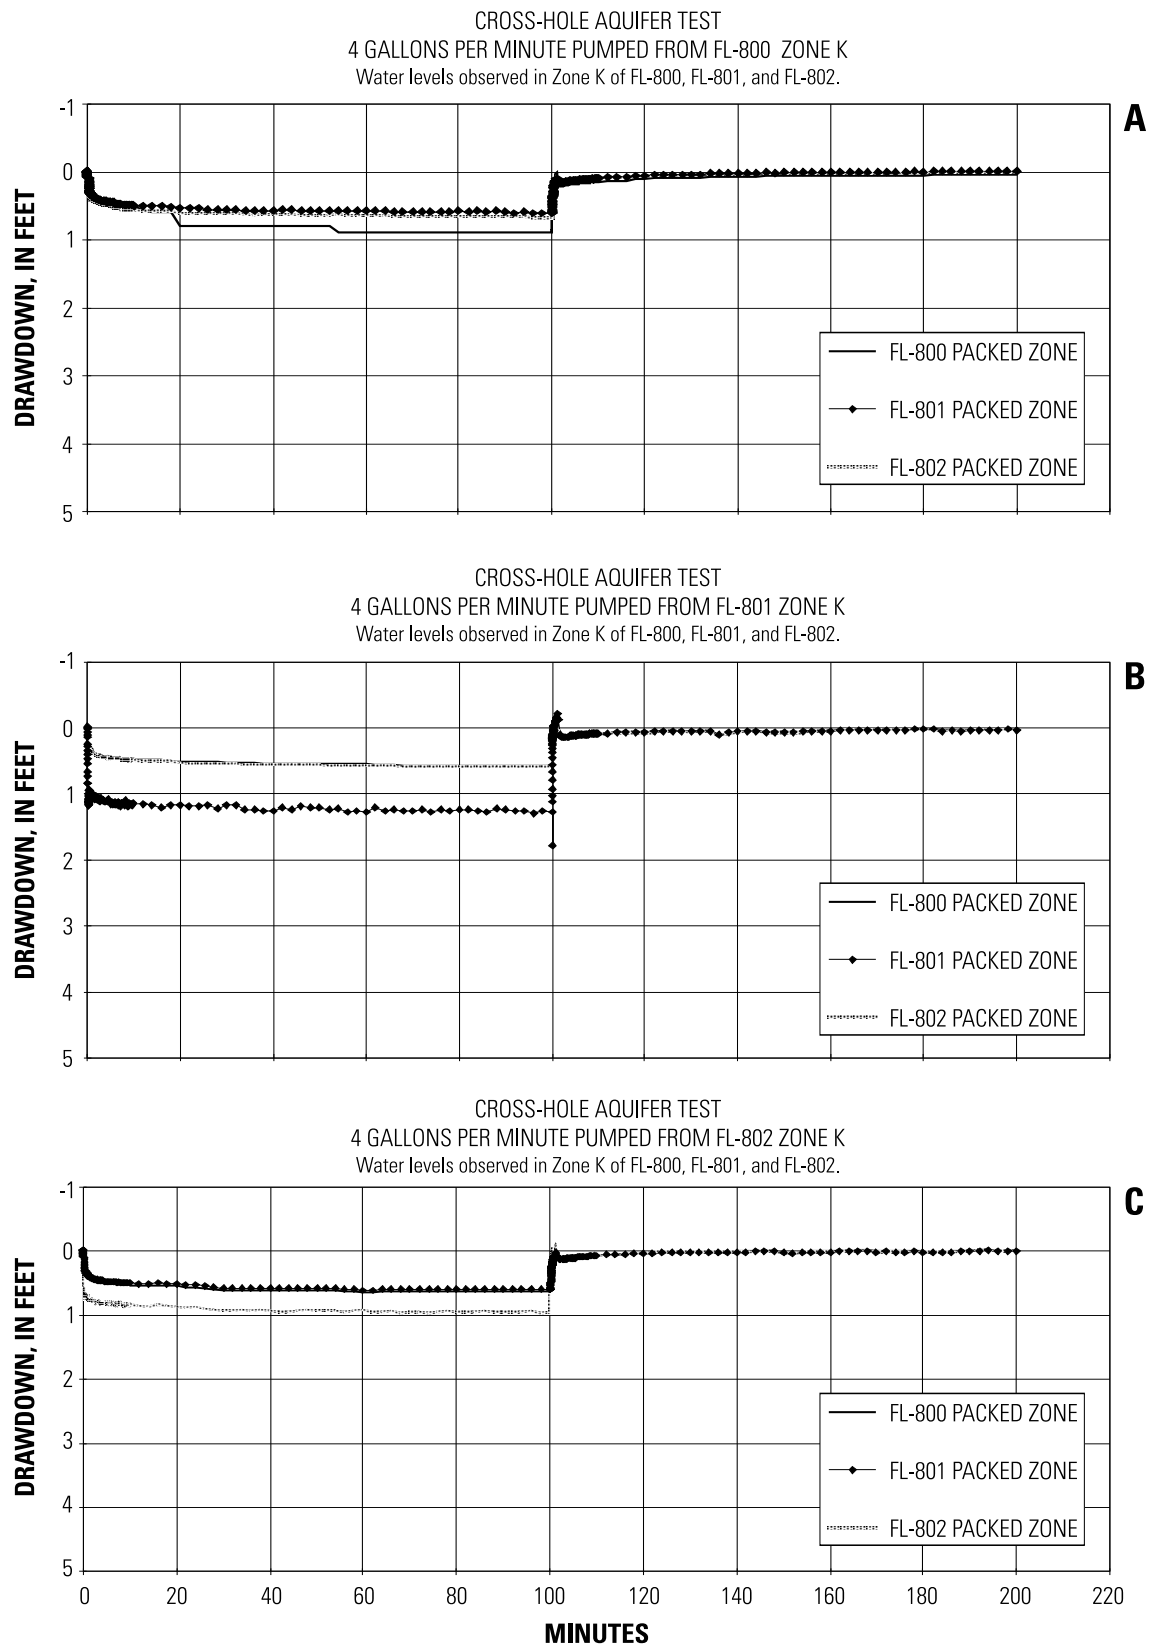 CROSS-HOLE AQUIFER TEST
4 GALLONS PER MINUTE PUMPED FROM FL-800 ZONE K
Water levels observed in Zone K of FL-800, FL-801, and FL-802.
A
DRAWDOWN, IN FEET
-1
0
1
2
3
4
5
FL-800 PACKED ZONE
FL-801 PACKED ZONE
FL-802 PACKED ZONE
CROSS-HOLE AQUIFER TEST
4 GALLONS PER MINUTE PUMPED FROM FL-801 ZONE K
Water levels observed in Zone K of FL-800, FL-801, and FL-802.
B
DRAWDOWN, IN FEET
-1
0
1
2
3
4
5
FL-800 PACKED ZONE
FL-801 PACKED ZONE
FL-802 PACKED ZONE
CROSS-HOLE AQUIFER TEST
4 GALLONS PER MINUTE PUMPED FROM FL-802 ZONE K
Water levels observed in Zone K of FL-800, FL-801, and FL-802.
C
DRAWDOWN, IN FEET
-1
0
1
2
3
4
5
FL-800 PACKED ZONE
FL-801 PACKED ZONE
FL-802 PACKED ZONE
0 20 40 60 80 100 120 140 160 180 200 220
MINUTES